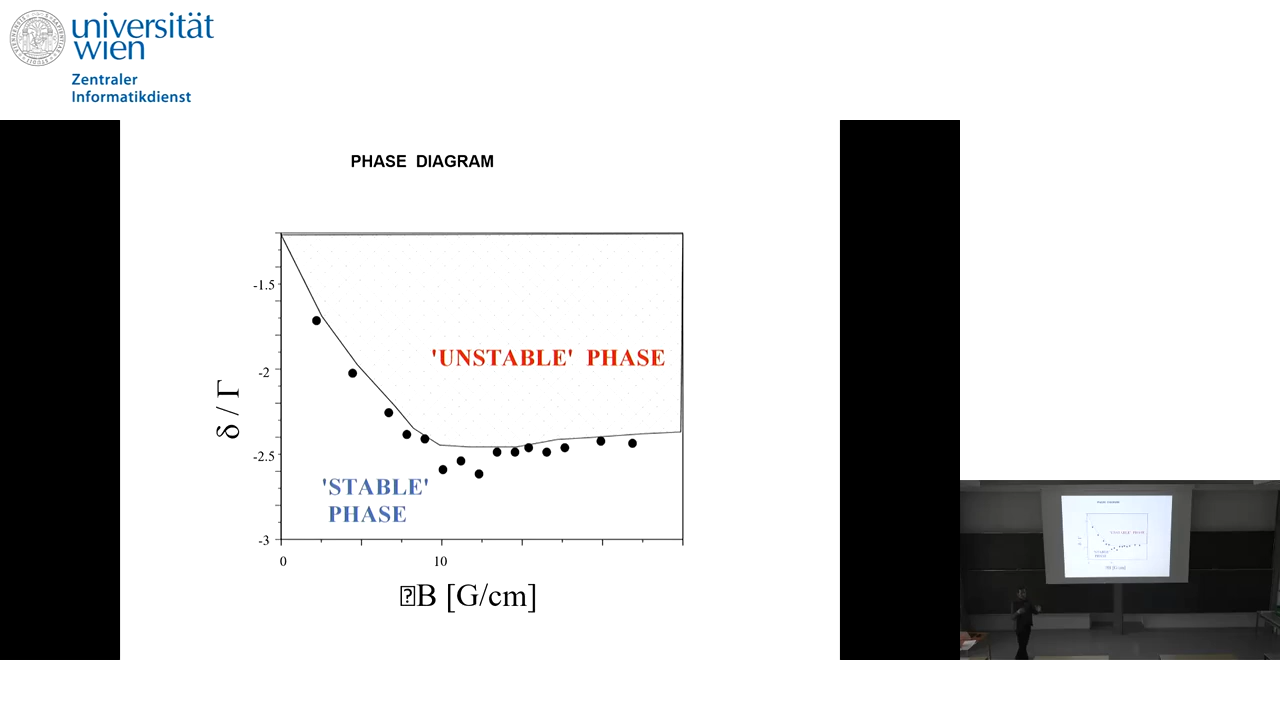 universität
wien
Zentraler
Informatikdienst
PHASE DIAGRAM
-1.5
'UNSTABLE' PHASE
-2
δ / Γ
-2.5
'STABLE'
PHASE
-3
0 10
⍰B [G/cm]